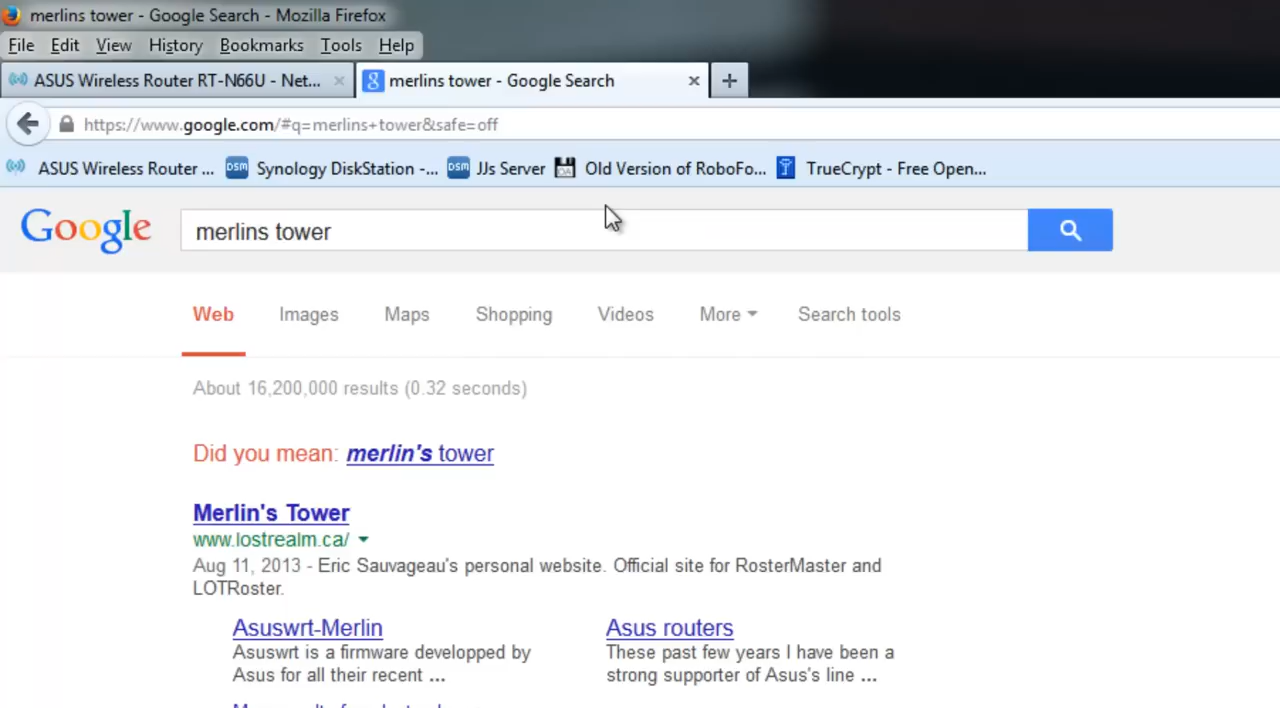 merlins tower - Google Search - Mozilla Firefox
File Edit View History Bookmarks Tools Help
ASUS Wireless Router RT-N66U - Net... × merlins tower - Google Search × +
https://www.google.com/#q=merlins+tower&safe=off
ASUS Wireless Router ... DSM Synology DiskStation -... DSM JJs Server Old Version of RoboFo... TrueCrypt - Free Open...
Google merlins tower
Web Images Maps Shopping Videos More Search tools
About 16,200,000 results (0.32 seconds)
Did you mean: merlin's tower
Merlin's Tower
www.lostrealm.ca/
Aug 11, 2013 - Eric Sauvageau's personal website. Official site for RosterMaster and
LOTRoster.
Asuswrt-Merlin Asus routers
Asuswrt is a firmware developped by These past few years I have been a
Asus for all their recent ... strong supporter of Asus's line ...